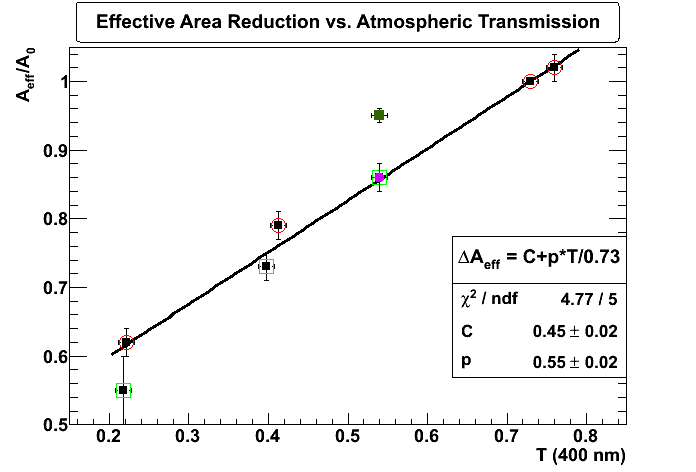 Effective Area Reduction vs. Atmospheric Transmission
A_eff/A_0
1
0.9
0.8
0.7
0.6
0.5
ΔA_eff = C+p*T/0.73
χ² / ndf 4.77 / 5
C 0.45 ± 0.02
p 0.55 ± 0.02
0.2 0.3 0.4 0.5 0.6 0.7 0.8
T (400 nm)